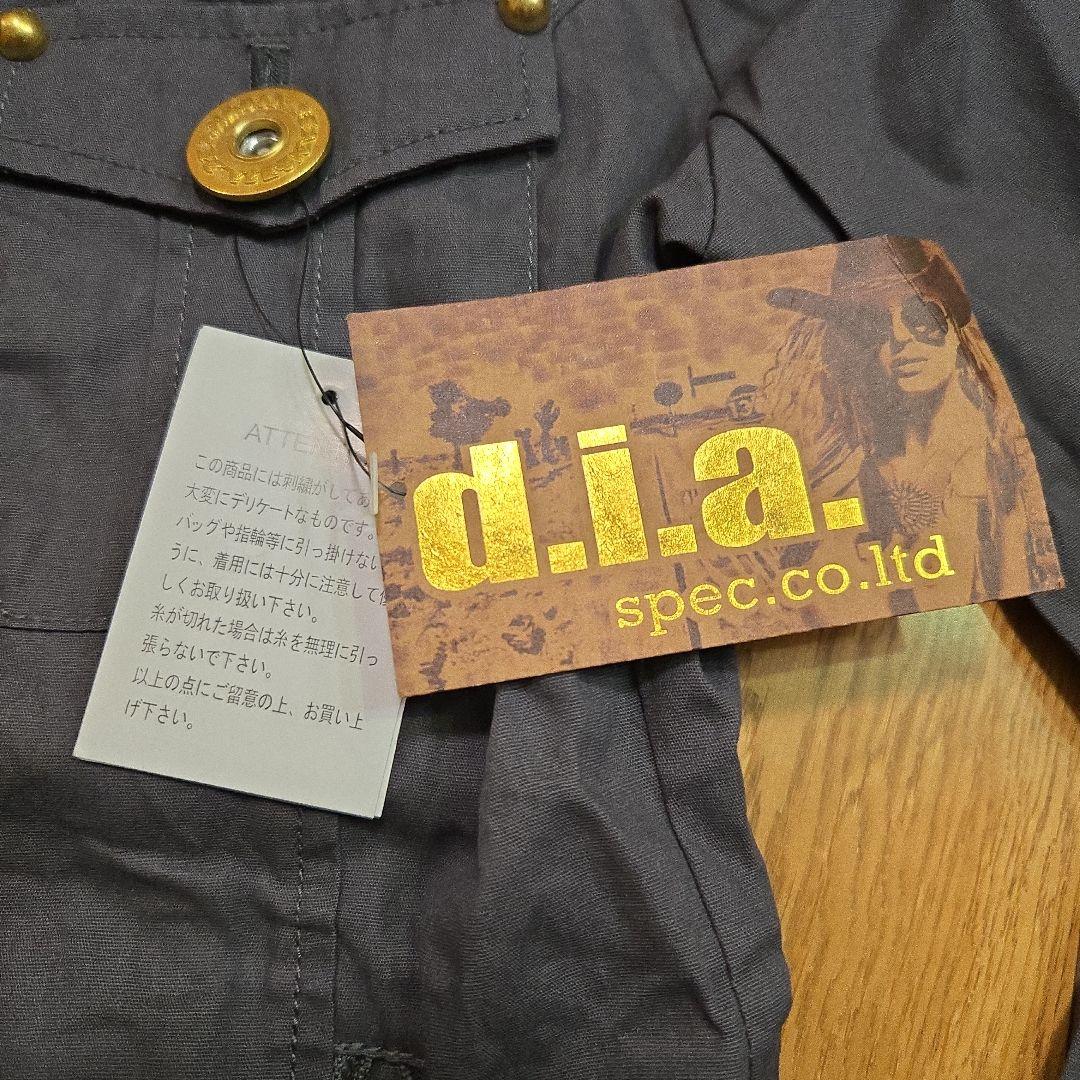 ATTE
この商品には刺繍がしてあ
大変にデリケートなものです。
バッグや指輪等に引っ掛けない
うに、着用には十分に注意して優
しくお取り扱い下さい。
糸が切れた場合は糸を無理に引っ
張らないで下さい。
以上の点にご留意の上、お買い上
げ下さい。
d.i.a.
spec.co.ltd